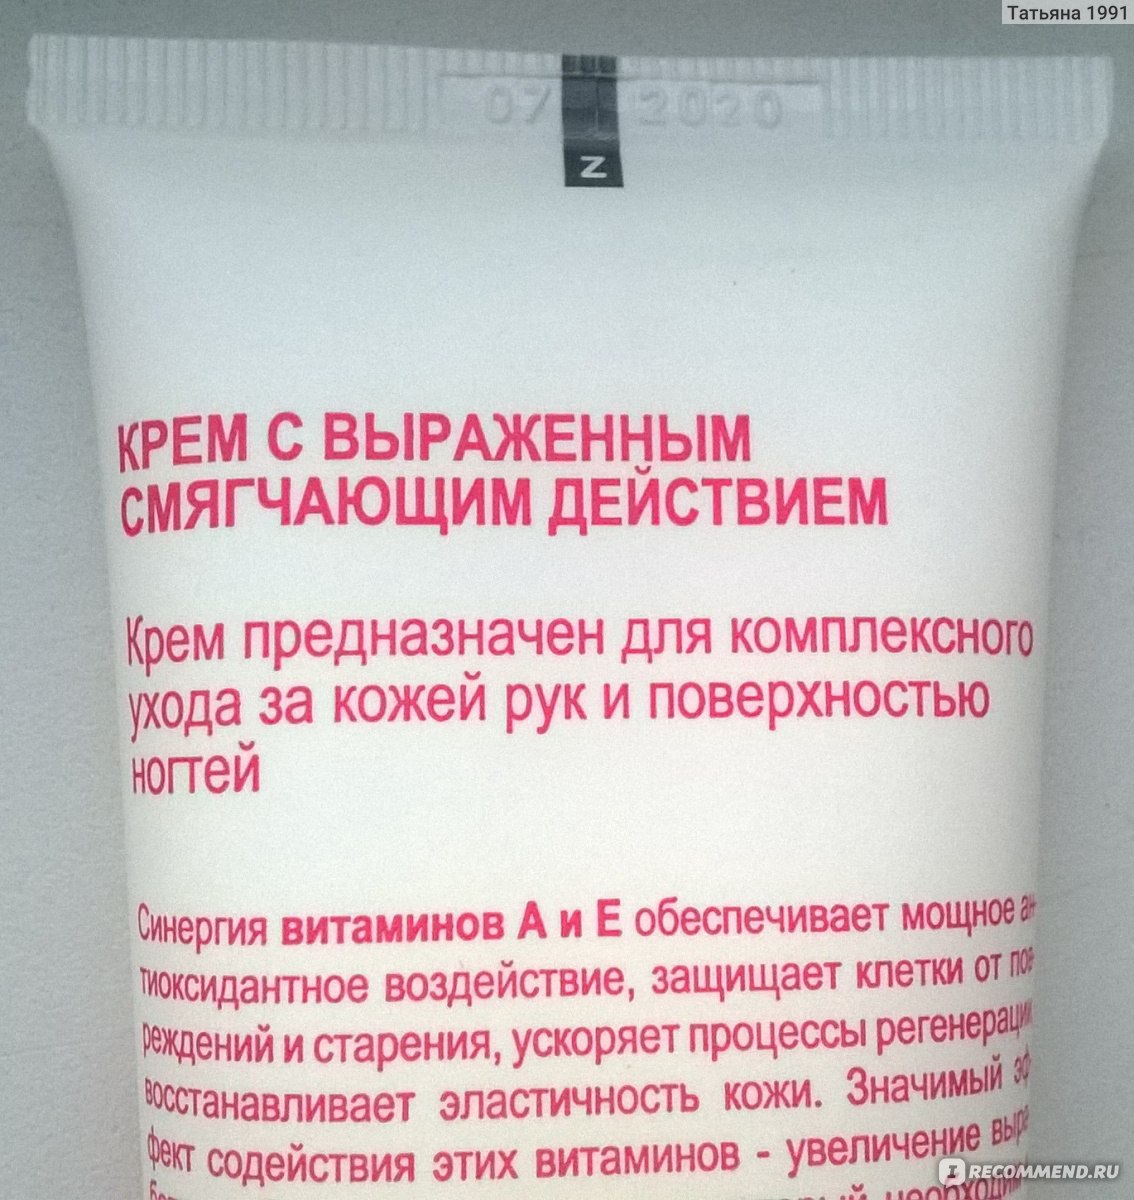 Татьяна 1991
07 2020
Z
КРЕМ С ВЫРАЖЕННЫМ
СМЯГЧАЮЩИМ ДЕЙСТВИЕМ
Крем предназначен для комплексного
ухода за кожей рук и поверхностью
ногтей
Синергия витаминов А и Е обеспечивает мощное ан-
тиоксидантное воздействие, защищает клетки от пов-
реждений и старения, ускоряет процессы регенерации
восстанавливает эластичность кожи. Значимый эф-
фект содействия этих витаминов - увеличение выра-
IRECOMMEND.RU